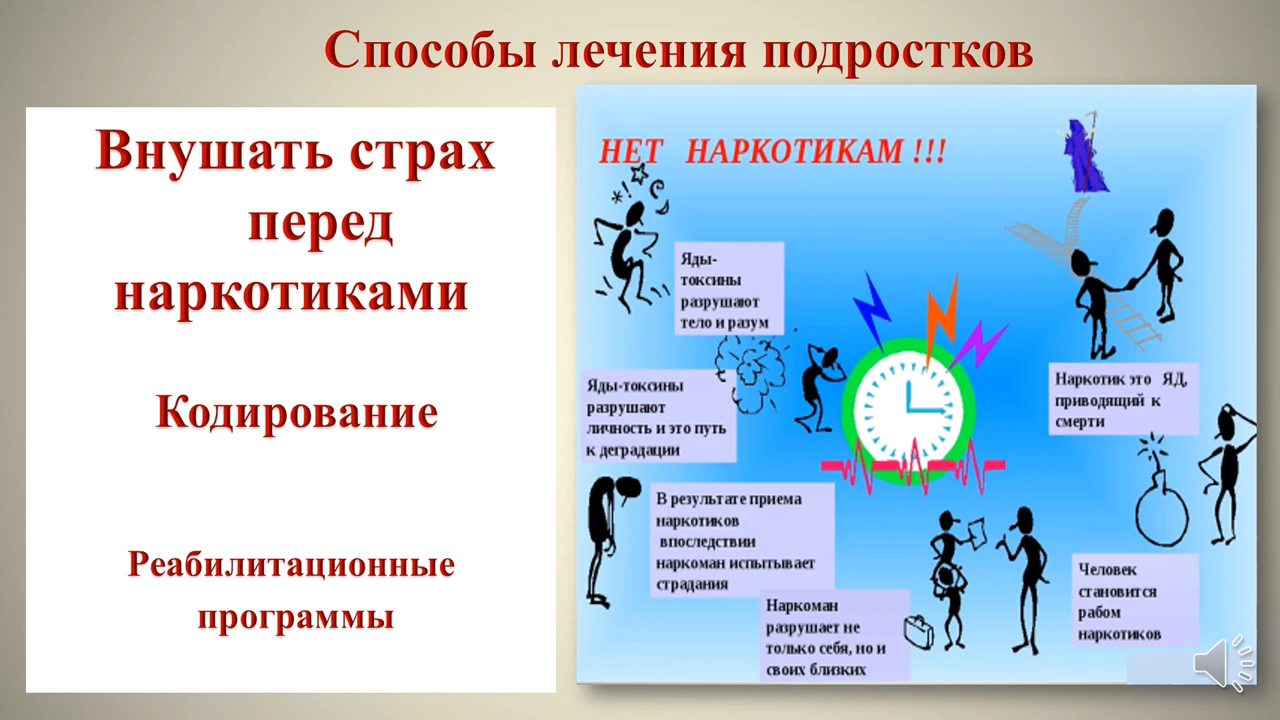 Способы лечения подростков
Внушать страх
перед
наркотиками
Кодирование
Реабилитационные
программы
НЕТ НАРКОТИКАМ !!!
Яды-
токсины
разрушают
тело и разум
Яды-токсины
разрушают
личность и это путь
к деградации
Наркотик это ЯД,
приводящий к
смерти
В результате приема
наркотиков
впоследствии
наркоман испытывает
страдания
Наркоман
разрушает не
только себя, но и
своих близких
Человек
становится
рабом
наркотиков